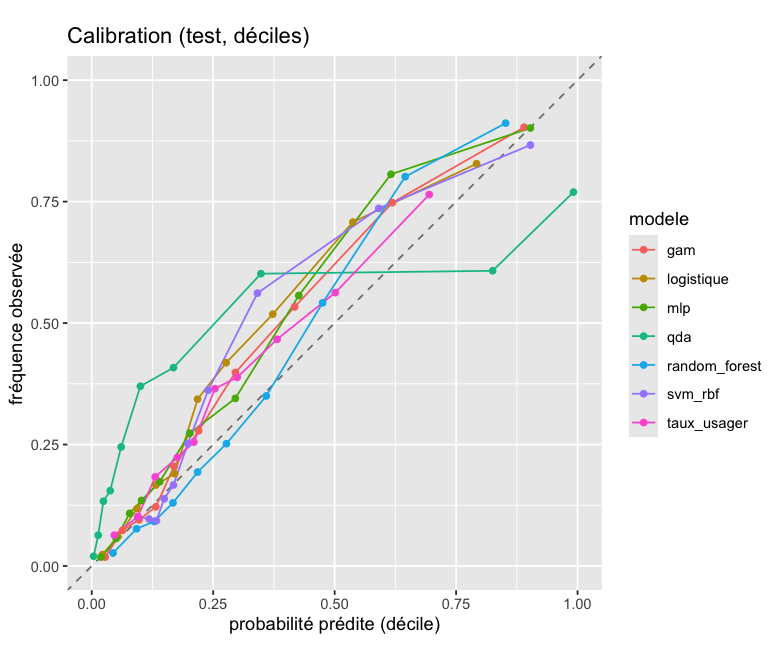 Calibration (test, déciles)
fréquence observée
1.00
0.75
0.50
0.25
0.00
0.00 0.25 0.50 0.75 1.00
probabilité prédite (décile)
modele
gam
logistique
mlp
qda
random_forest
svm_rbf
taux_usager